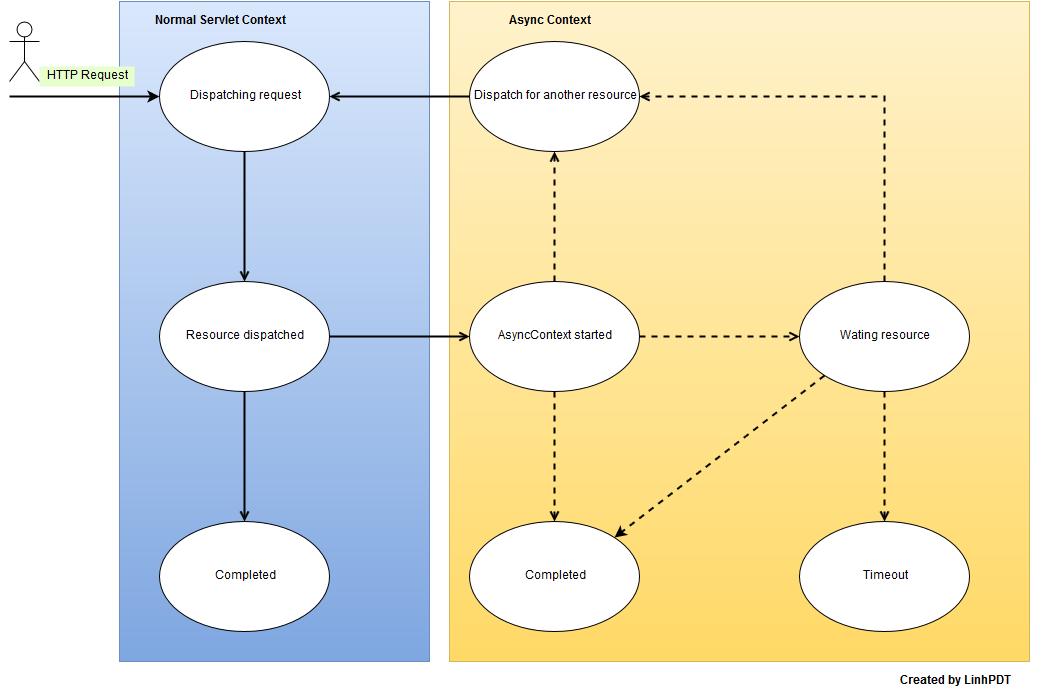 Normal Servlet Context
Async Context
HTTP Request
Dispatching request
Dispatch for another resource
Resource dispatched
AsyncContext started
Wating resource
Completed
Completed
Timeout
Created by LinhPDT